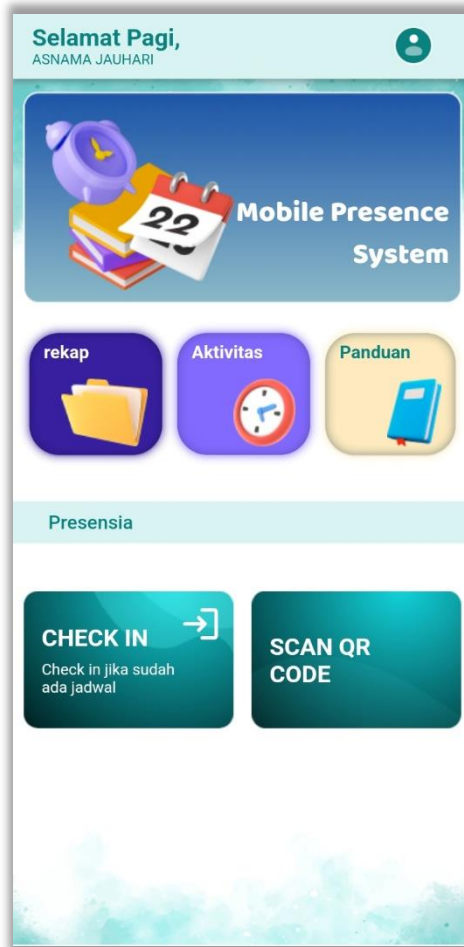 Selamat Pagi,
ASNAMA JAUHARI
22
Mobile Presence
System
rekap
Aktivitas
Panduan
Presensia
CHECK IN
Check in jika sudah
ada jadwal
SCAN QR
CODE